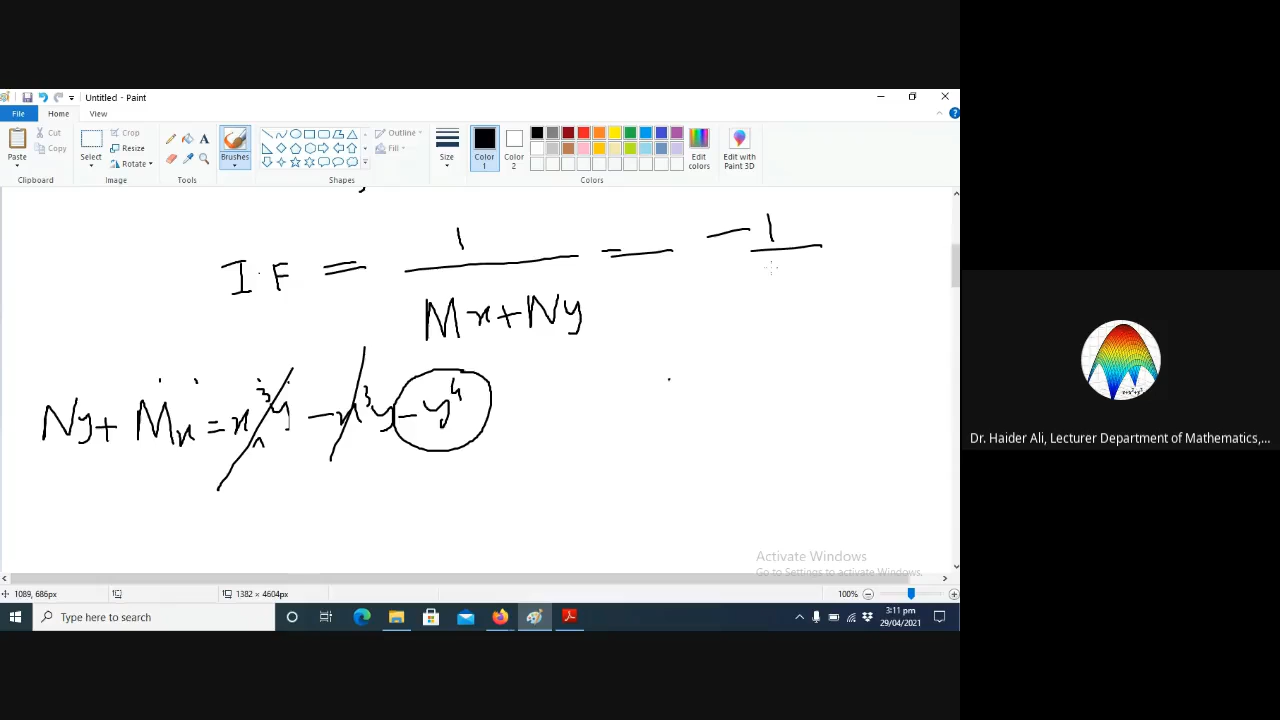 Untitled - Paint
File Home View
Paste Cut Copy Select Crop Resize Rotate Brushes Outline Fill Size Color 1 Color 2 Edit colors Edit with Paint 3D
Clipboard Image Tools Shapes Colors
I.F = 1 / Mx+Ny = -1
Ny + Mx = x³y - x³y - y⁴
Activate Windows
Go to Settings to activate Windows.
1089, 686px 1382 × 4604px 100%
Type here to search
3:11 pm
29/04/2021
Dr. Haider Ali, Lecturer Department of Mathematics,...